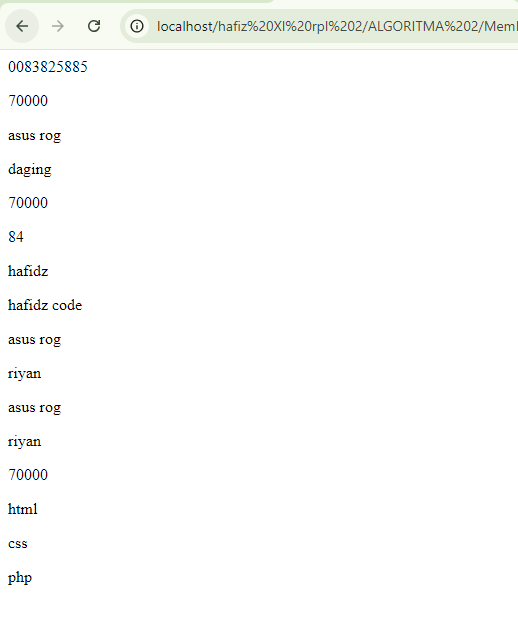 localhost/hafiz%20XI%20rpl%202/ALGORITMA%202/Meml
0083825885
70000
asus rog
daging
70000
84
hafidz
hafidz code
asus rog
riyan
asus rog
riyan
70000
html
css
php